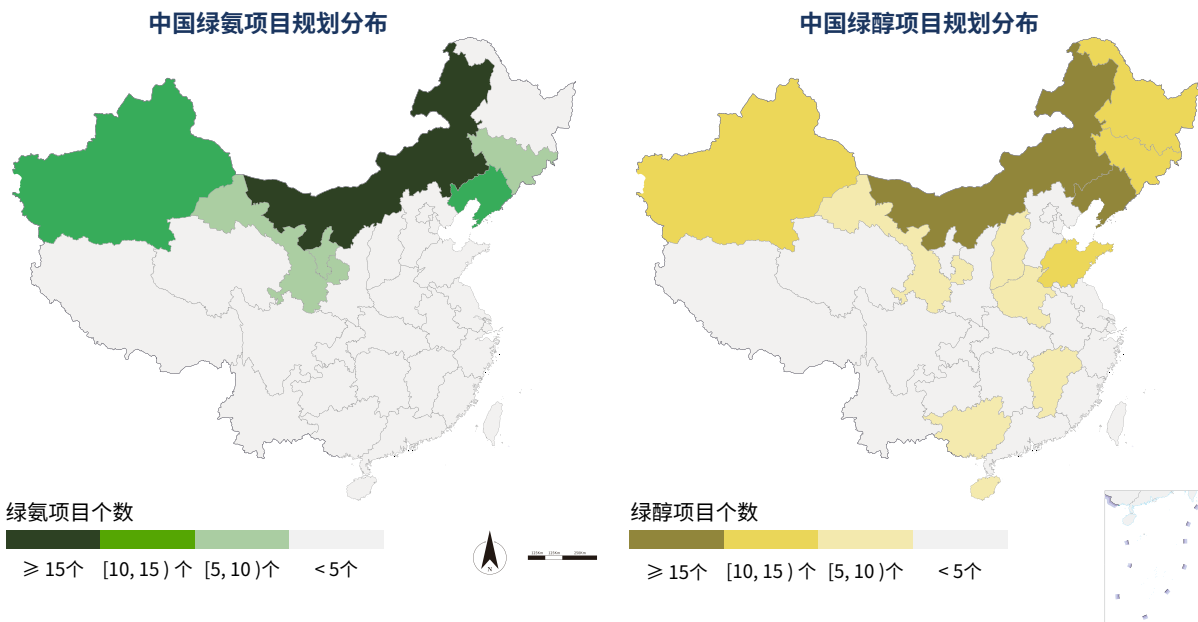 中国绿氨项目规划分布
中国绿醇项目规划分布
绿氨项目个数
⩾ 15个 [10, 15 ) 个 [5, 10 )个 < 5个
N
绿醇项目个数
⩾ 15个 [10, 15 ) 个 [5, 10 )个 < 5个